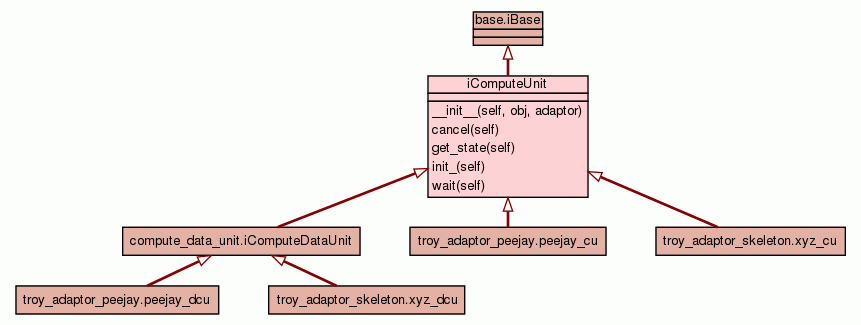 base.iBase
iComputeUnit
__init__(self, obj, adaptor)
cancel(self)
get_state(self)
init_(self)
wait(self)
compute_data_unit.iComputeDataUnit
troy_adaptor_peejay.peejay_cu
troy_adaptor_skeleton.xyz_cu
troy_adaptor_peejay.peejay_dcu
troy_adaptor_skeleton.xyz_dcu